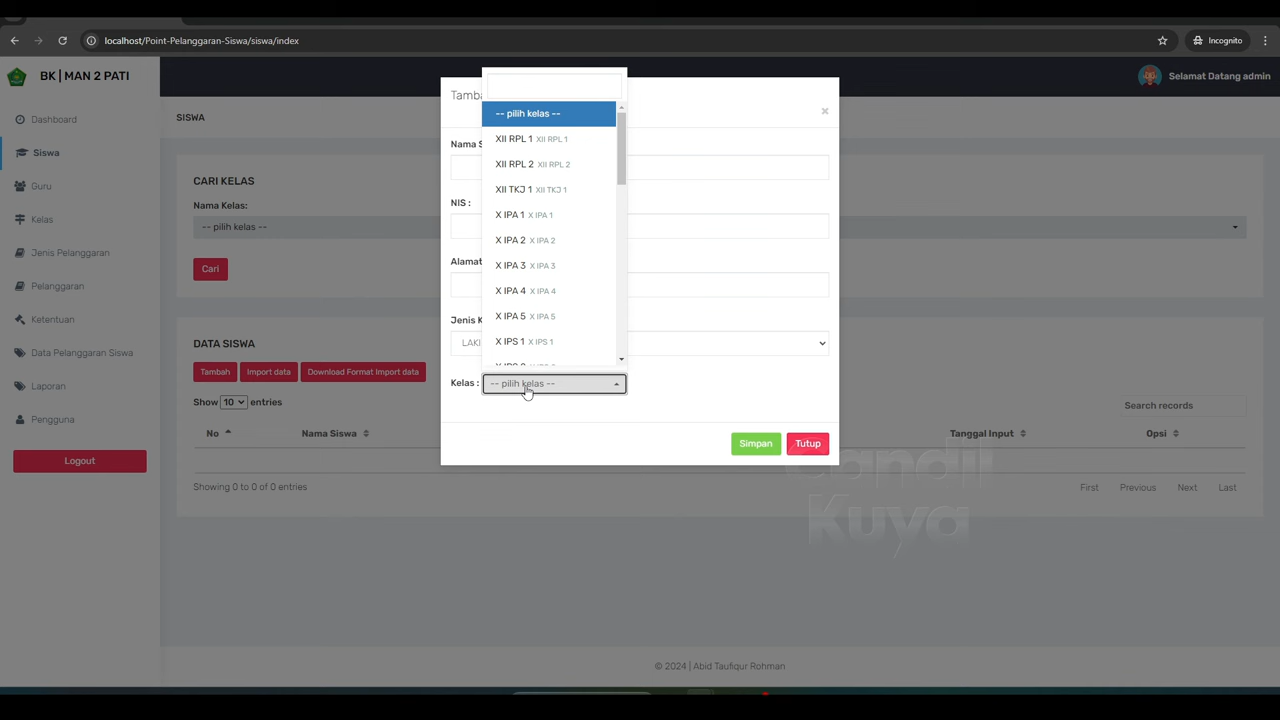 localhost/Point-Pelanggaran-Siswa/siswa/index
Incognito
BK | MAN 2 PATI
Selamat Datang admin
Dashboard
Siswa
Guru
Kelas
Jenis Pelanggaran
Pelanggaran
Ketentuan
Data Pelanggaran Siswa
Laporan
Pengguna
Logout
SISWA
CARI KELAS
Nama Kelas:
-- pilih kelas --
Cari
DATA SISWA
Tambah
Import data
Download Format Import data
Show 10 entries
Search records
No
Nama Siswa
Tanggal Input
Opsi
Showing 0 to 0 of 0 entries
First
Previous
Next
Last
×
NIS :
Alamat
Kelas :
-- pilih kelas --
-- pilih kelas --
XII RPL 1 XII RPL 1
XII RPL 2 XII RPL 2
XII TKJ 1 XII TKJ 1
X IPA 1 X IPA 1
X IPA 2 X IPA 2
X IPA 3 X IPA 3
X IPA 4 X IPA 4
X IPA 5 X IPA 5
X IPS 1 X IPS 1
Simpan
Tutup
Candil
Kuya
© 2024 | Abid Taufiqur Rohman